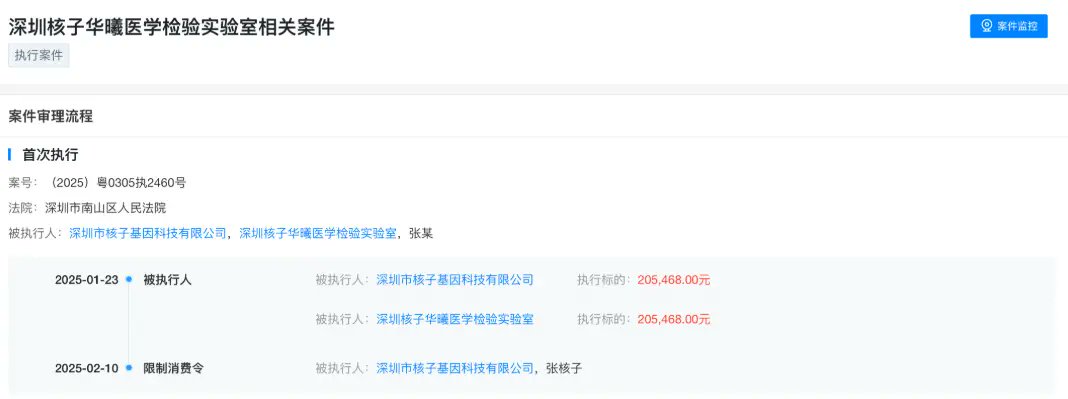 深圳核子华曦医学检验实验室相关案件
案件监控
执行案件
案件审理流程
首次执行
案号：（2025）粤0305执2460号
法院：深圳市南山区人民法院
被执行人：深圳市核子基因科技有限公司，深圳核子华曦医学检验实验室，张某
2025-01-23 被执行人 被执行人：深圳市核子基因科技有限公司 执行标的：205,468.00元
被执行人：深圳核子华曦医学检验实验室 执行标的：205,468.00元
2025-02-10 限制消费令 被执行人：深圳市核子基因科技有限公司，张核子